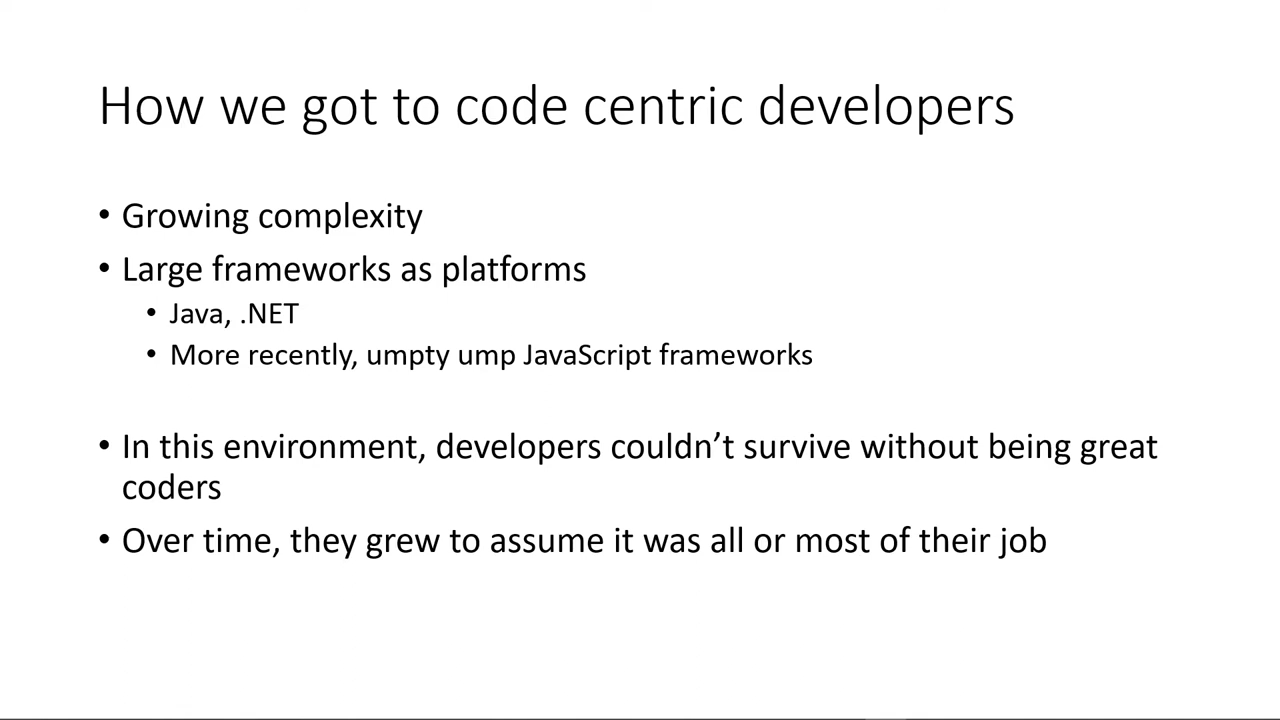 How we got to code centric developers
• Growing complexity
• Large frameworks as platforms
• Java, .NET
• More recently, umpty ump JavaScript frameworks
• In this environment, developers couldn’t survive without being great
coders
• Over time, they grew to assume it was all or most of their job